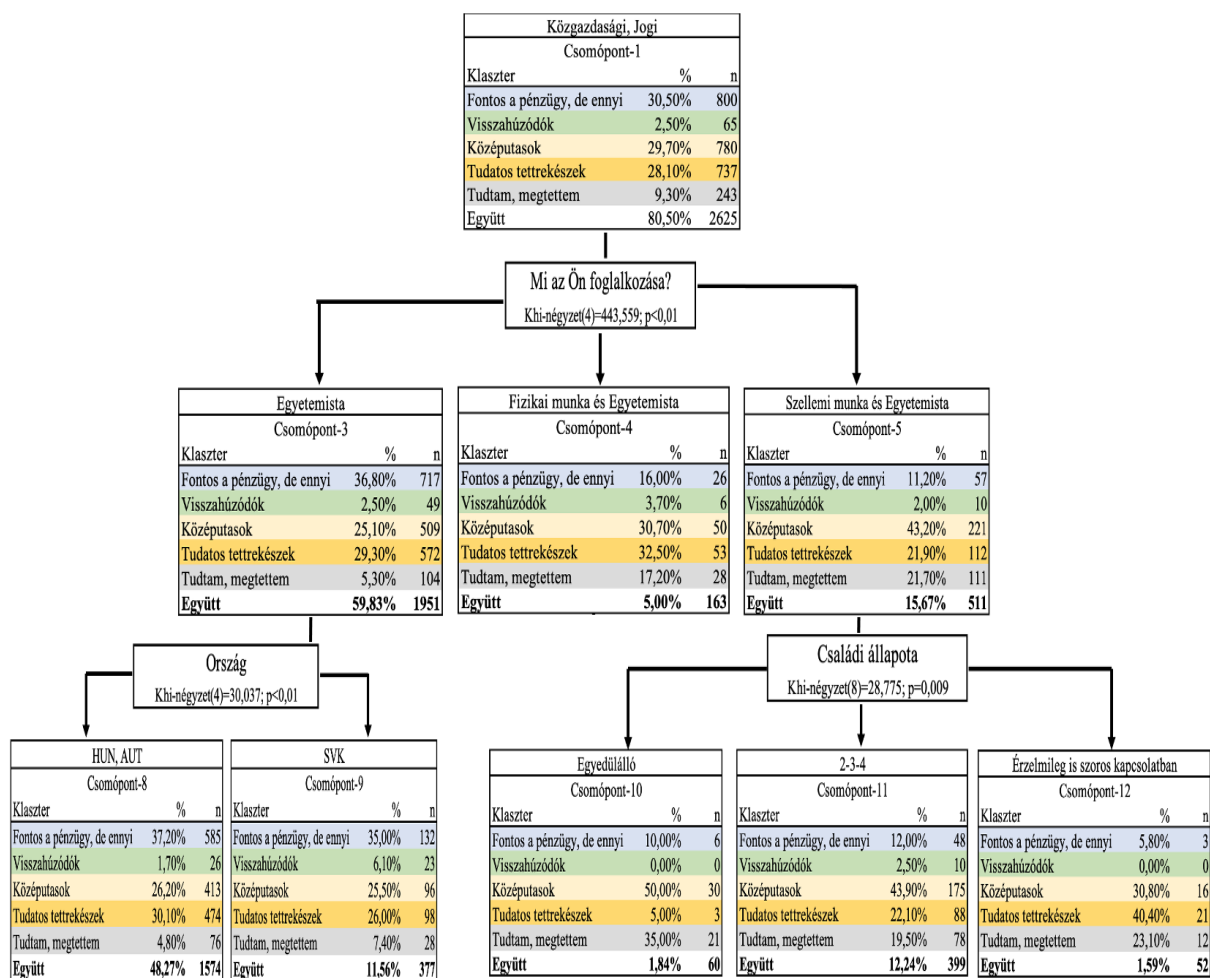 Közgazdasági, Jogi
Csomópont-1
Klaszter % n
Fontos a pénzügy, de ennyi 30,50% 800
Visszahúzódók 2,50% 65
Középutasok 29,70% 780
Tudatos tettrekészek 28,10% 737
Tudtam, megtettem 9,30% 243
Együtt 80,50% 2625
Mi az Ön foglalkozása?
Khi-négyzet(4)=443,559; p<0,01
Egyetemista
Csomópont-3
Klaszter % n
Fontos a pénzügy, de ennyi 36,80% 717
Visszahúzódók 2,50% 49
Középutasok 25,10% 509
Tudatos tettrekészek 29,30% 572
Tudtam, megtettem 5,30% 104
Együtt 59,83% 1951
Fizikai munka és Egyetemista
Csomópont-4
Klaszter % n
Fontos a pénzügy, de ennyi 16,00% 26
Visszahúzódók 3,70% 6
Középutasok 30,70% 50
Tudatos tettrekészek 32,50% 53
Tudtam, megtettem 17,20% 28
Együtt 5,00% 163
Szellemi munka és Egyetemista
Csomópont-5
Klaszter % n
Fontos a pénzügy, de ennyi 11,20% 57
Visszahúzódók 2,00% 10
Középutasok 43,20% 221
Tudatos tettrekészek 21,90% 112
Tudtam, megtettem 21,70% 111
Együtt 15,67% 511
Ország
Khi-négyzet(4)=30,037; p<0,01
Családi állapota
Khi-négyzet(8)=28,775; p=0,009
HUN, AUT
Csomópont-8
Klaszter % n
Fontos a pénzügy, de ennyi 37,20% 585
Visszahúzódók 1,70% 26
Középutasok 26,20% 413
Tudatos tettrekészek 30,10% 474
Tudtam, megtettem 4,80% 76
Együtt 48,27% 1574
SVK
Csomópont-9
Klaszter % n
Fontos a pénzügy, de ennyi 35,00% 132
Visszahúzódók 6,10% 23
Középutasok 25,50% 96
Tudatos tettrekészek 26,00% 98
Tudtam, megtettem 7,40% 28
Együtt 11,56% 377
Egyedülálló
Csomópont-10
Klaszter % n
Fontos a pénzügy, de ennyi 10,00% 6
Visszahúzódók 0,00% 0
Középutasok 50,00% 30
Tudatos tettrekészek 5,00% 3
Tudtam, megtettem 35,00% 21
Együtt 1,84% 60
2-3-4
Csomópont-11
Klaszter % n
Fontos a pénzügy, de ennyi 12,00% 48
Visszahúzódók 2,50% 10
Középutasok 43,90% 175
Tudatos tettrekészek 22,10% 88
Tudtam, megtettem 19,50% 78
Együtt 12,24% 399
Érzelmileg is szoros kapcsolatban
Csomópont-12
Klaszter % n
Fontos a pénzügy, de ennyi 5,80% 3
Visszahúzódók 0,00% 0
Középutasok 30,80% 16
Tudatos tettrekészek 40,40% 21
Tudtam, megtettem 23,10% 12
Együtt 1,59% 52